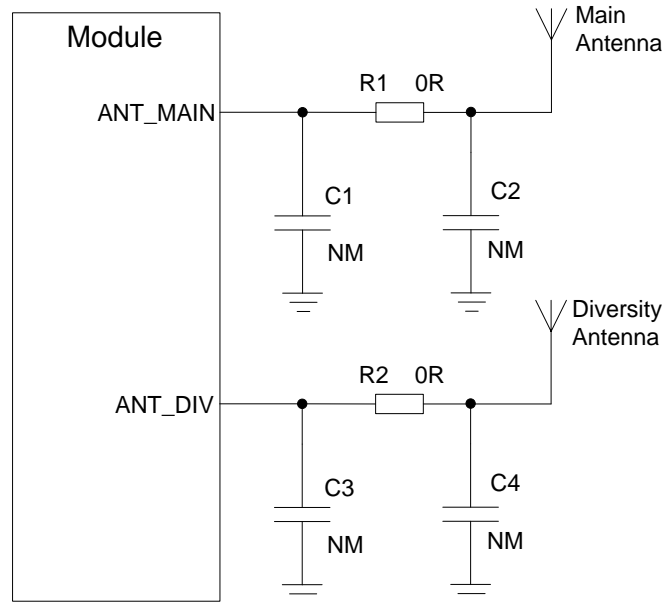 Module
Main
Antenna
R1 0R
ANT_MAIN
C1
C2
NM
NM
Diversity
Antenna
R2 0R
ANT_DIV
C3
C4
NM
NM